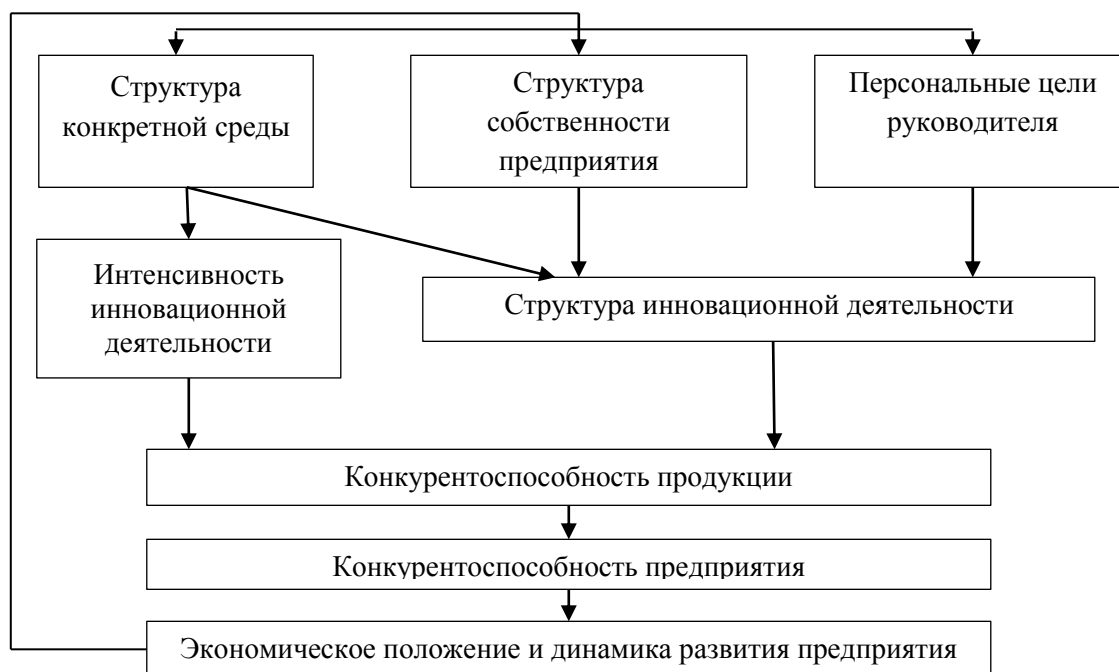 Структура
конкретной среды
Структура
собственности
предприятия
Персональные цели
руководителя
Интенсивность
инновационной
деятельности
Структура инновационной деятельности
Конкурентоспособность продукции
Конкурентоспособность предприятия
Экономическое положение и динамика развития предприятия